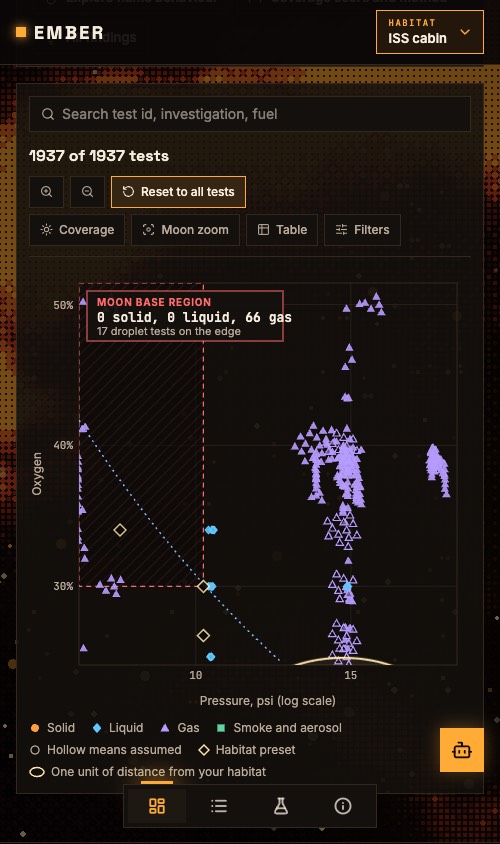 EMBER
HABITAT
ISS cabin
Search test id, investigation, fuel
1937 of 1937 tests
Reset to all tests
Coverage
Moon zoom
Table
Filters
MOON BASE REGION
0 solid, 0 liquid, 66 gas
17 droplet tests on the edge
50%
40%
30%
Oxygen
10
15
Pressure, psi (log scale)
Solid
Liquid
Gas
Smoke and aerosol
Hollow means assumed
Habitat preset
One unit of distance from your habitat